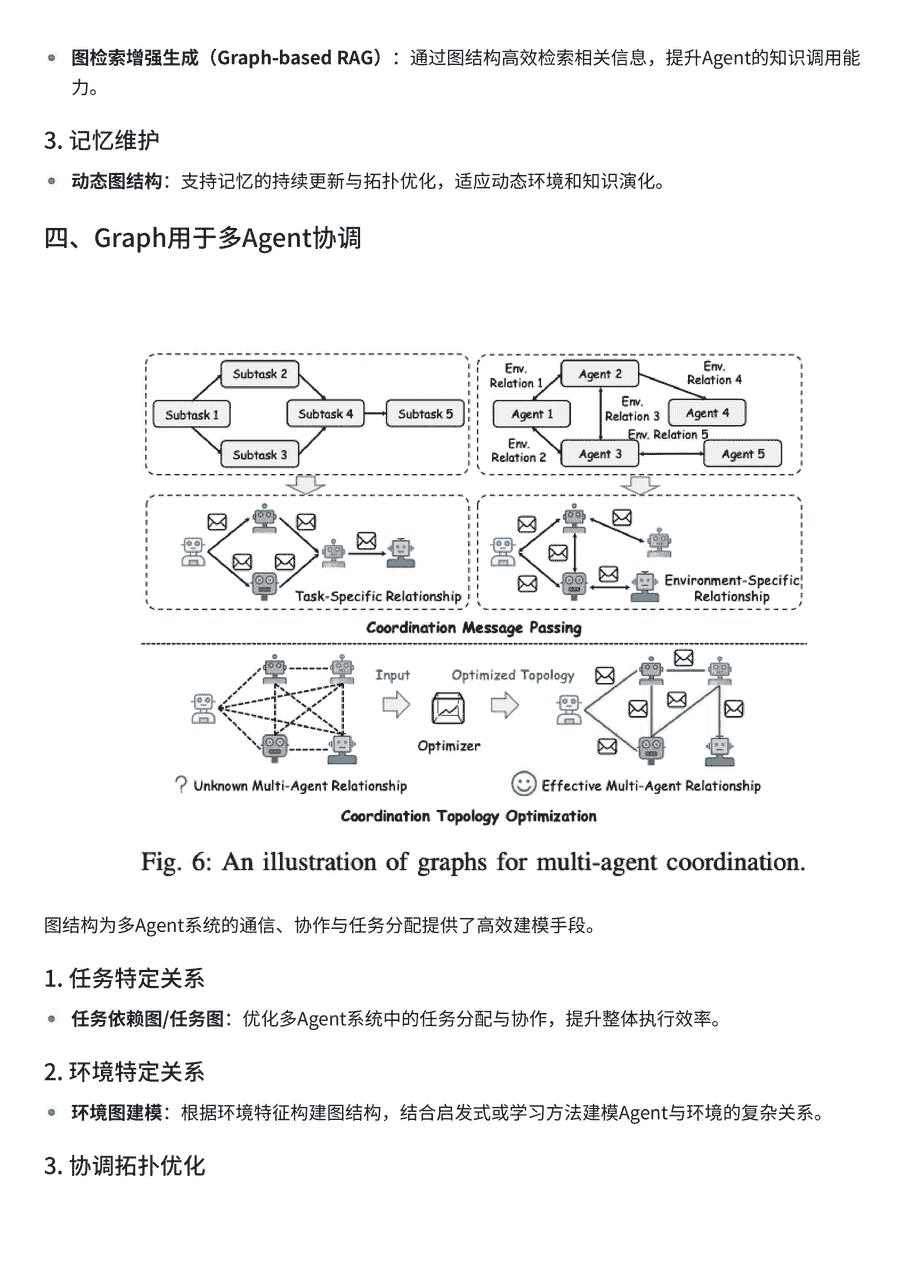 图检索增强生成（Graph-based RAG）：通过图结构高效检索相关信息，提升Agent的知识调用能
力。
3. 记忆维护
动态图结构：支持记忆的持续更新与拓扑优化，适应动态环境和知识演化。
四、Graph用于多Agent协调
Subtask 2
Subtask 1
Subtask 4
Subtask 5
Subtask 3
Env.
Relation 1
Agent 2
Env.
Relation 4
Agent 1
Env.
Relation 3
Agent 4
Env. Relation 5
Env.
Relation 2
Agent 3
Agent 5
Task-Specific Relationship
Environment-Specific
Relationship
Coordination Message Passing
Input
Optimized Topology
Optimizer
? Unknown Multi-Agent Relationship
Effective Multi-Agent Relationship
Coordination Topology Optimization
Fig. 6: An illustration of graphs for multi-agent coordination.
图结构为多Agent系统的通信、协作与任务分配提供了高效建模手段。
1. 任务特定关系
任务依赖图/任务图：优化多Agent系统中的任务分配与协作，提升整体执行效率。
2. 环境特定关系
环境图建模：根据环境特征构建图结构，结合启发式或学习方法建模Agent与环境的复杂关系。
3. 协调拓扑优化